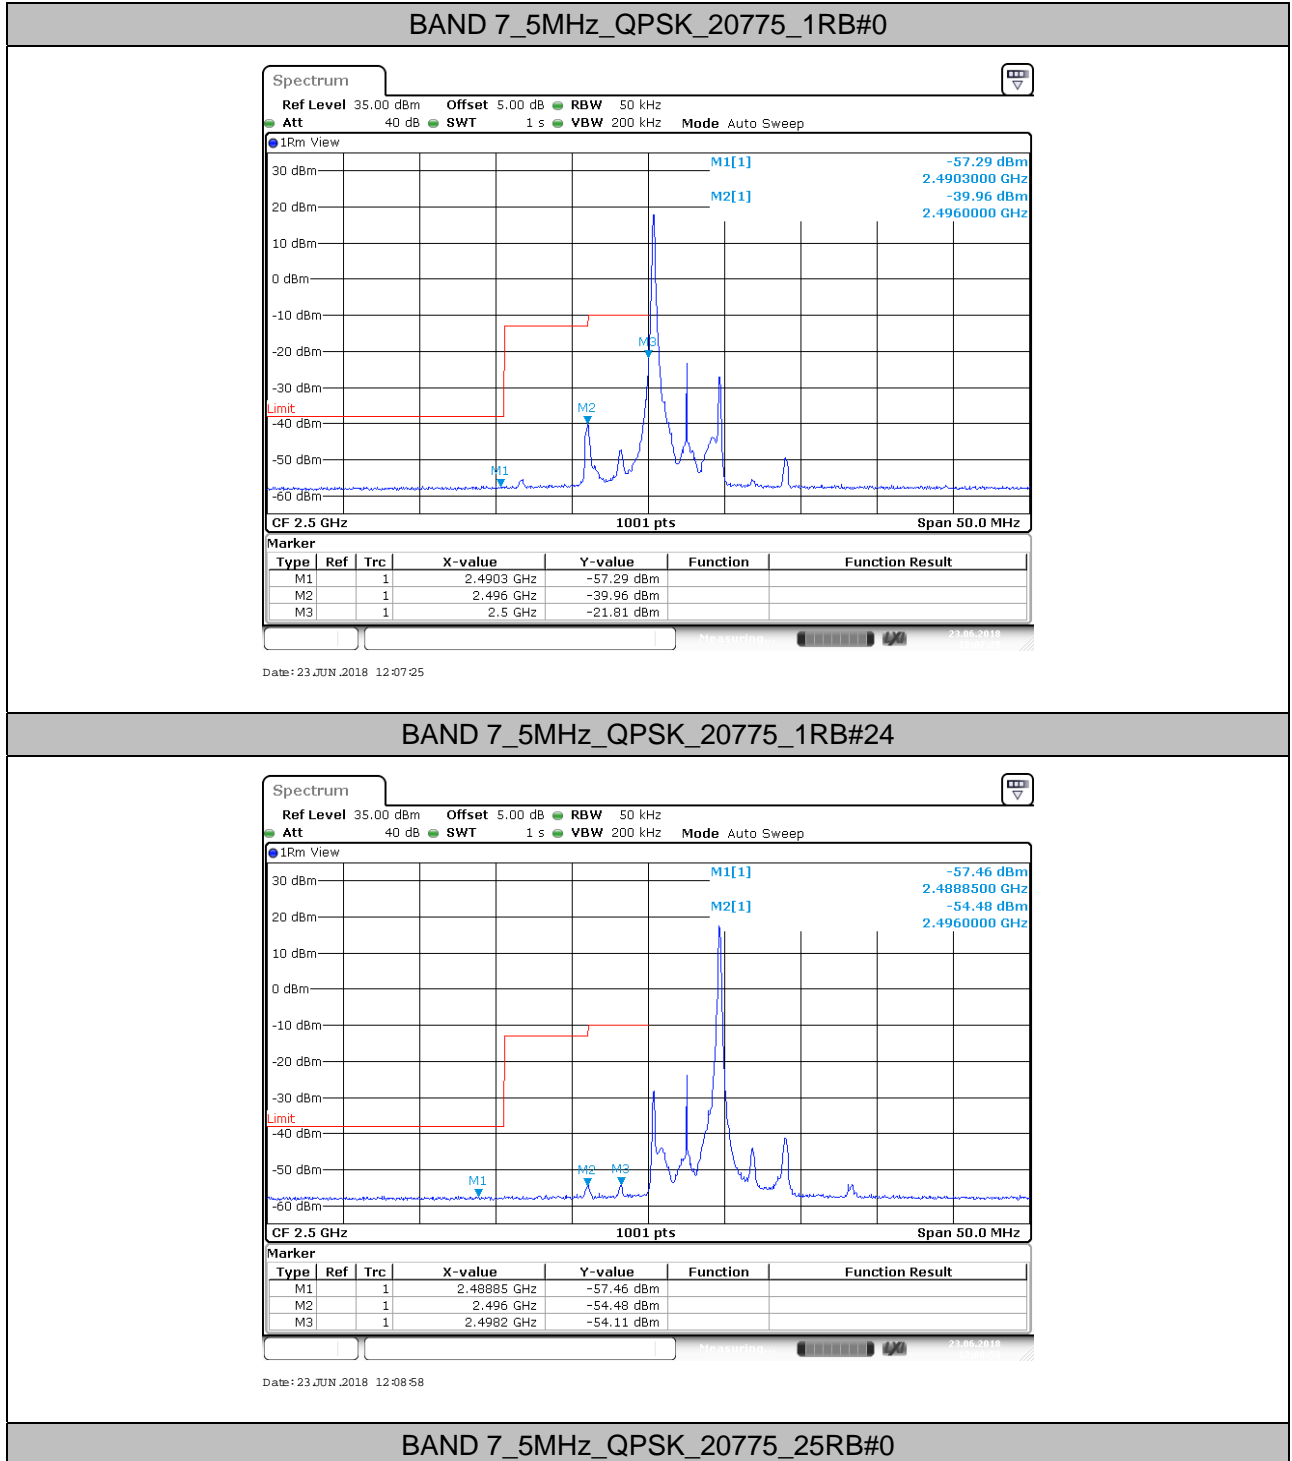 BAND 7_5MHz_QPSK_20775_1RB#0
Spectrum
Ref Level 35.00 dBm Offset 5.00 dB RBW 50 kHz
Att 40 dB SWT 1 s VBW 200 kHz Mode Auto Sweep
1Rm View
M1[1] -57.29 dBm
2.4903000 GHz
M2[1] -39.96 dBm
2.4960000 GHz
30 dBm
20 dBm
10 dBm
0 dBm
-10 dBm
-20 dBm
M3
-30 dBm
Limit
M2
-40 dBm
-50 dBm
M1
-60 dBm
CF 2.5 GHz 1001 pts Span 50.0 MHz
Marker
Type Ref Trc X-value Y-value Function Function Result
M1 1 2.4903 GHz -57.29 dBm
M2 1 2.496 GHz -39.96 dBm
M3 1 2.5 GHz -21.81 dBm
Measuring... 23.06.2018
Date: 23.JUN.2018 12:07:25
BAND 7_5MHz_QPSK_20775_1RB#24
Spectrum
Ref Level 35.00 dBm Offset 5.00 dB RBW 50 kHz
Att 40 dB SWT 1 s VBW 200 kHz Mode Auto Sweep
1Rm View
M1[1] -57.46 dBm
2.4888500 GHz
M2[1] -54.48 dBm
2.4960000 GHz
30 dBm
20 dBm
10 dBm
0 dBm
-10 dBm
-20 dBm
-30 dBm
Limit
-40 dBm
-50 dBm
M1 M2 M3
-60 dBm
CF 2.5 GHz 1001 pts Span 50.0 MHz
Marker
Type Ref Trc X-value Y-value Function Function Result
M1 1 2.48885 GHz -57.46 dBm
M2 1 2.496 GHz -54.48 dBm
M3 1 2.4982 GHz -54.11 dBm
Measuring... 23.06.2018
Date: 23.JUN.2018 12:08:58
BAND 7_5MHz_QPSK_20775_25RB#0